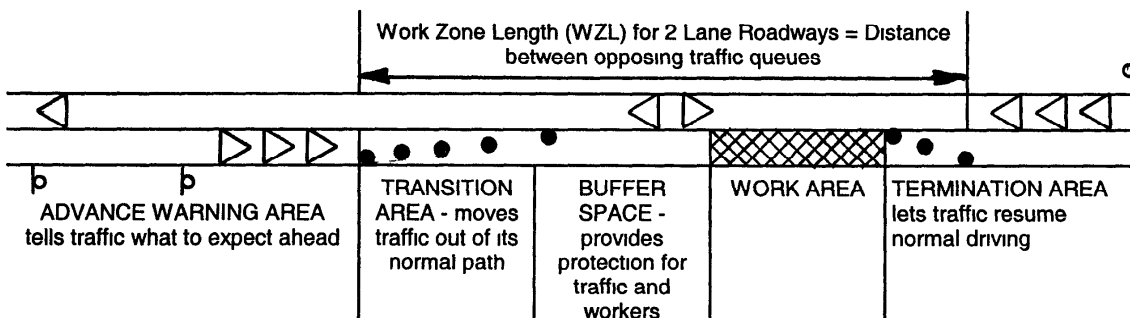 Work Zone Length (WZL) for 2 Lane Roadways = Distance
between opposing traffic queues
ADVANCE WARNING AREA
tells traffic what to expect ahead
TRANSITION
AREA - moves
traffic out of its
normal path
BUFFER
SPACE -
provides
protection for
traffic and
workers
WORK AREA
TERMINATION AREA
lets traffic resume
normal driving